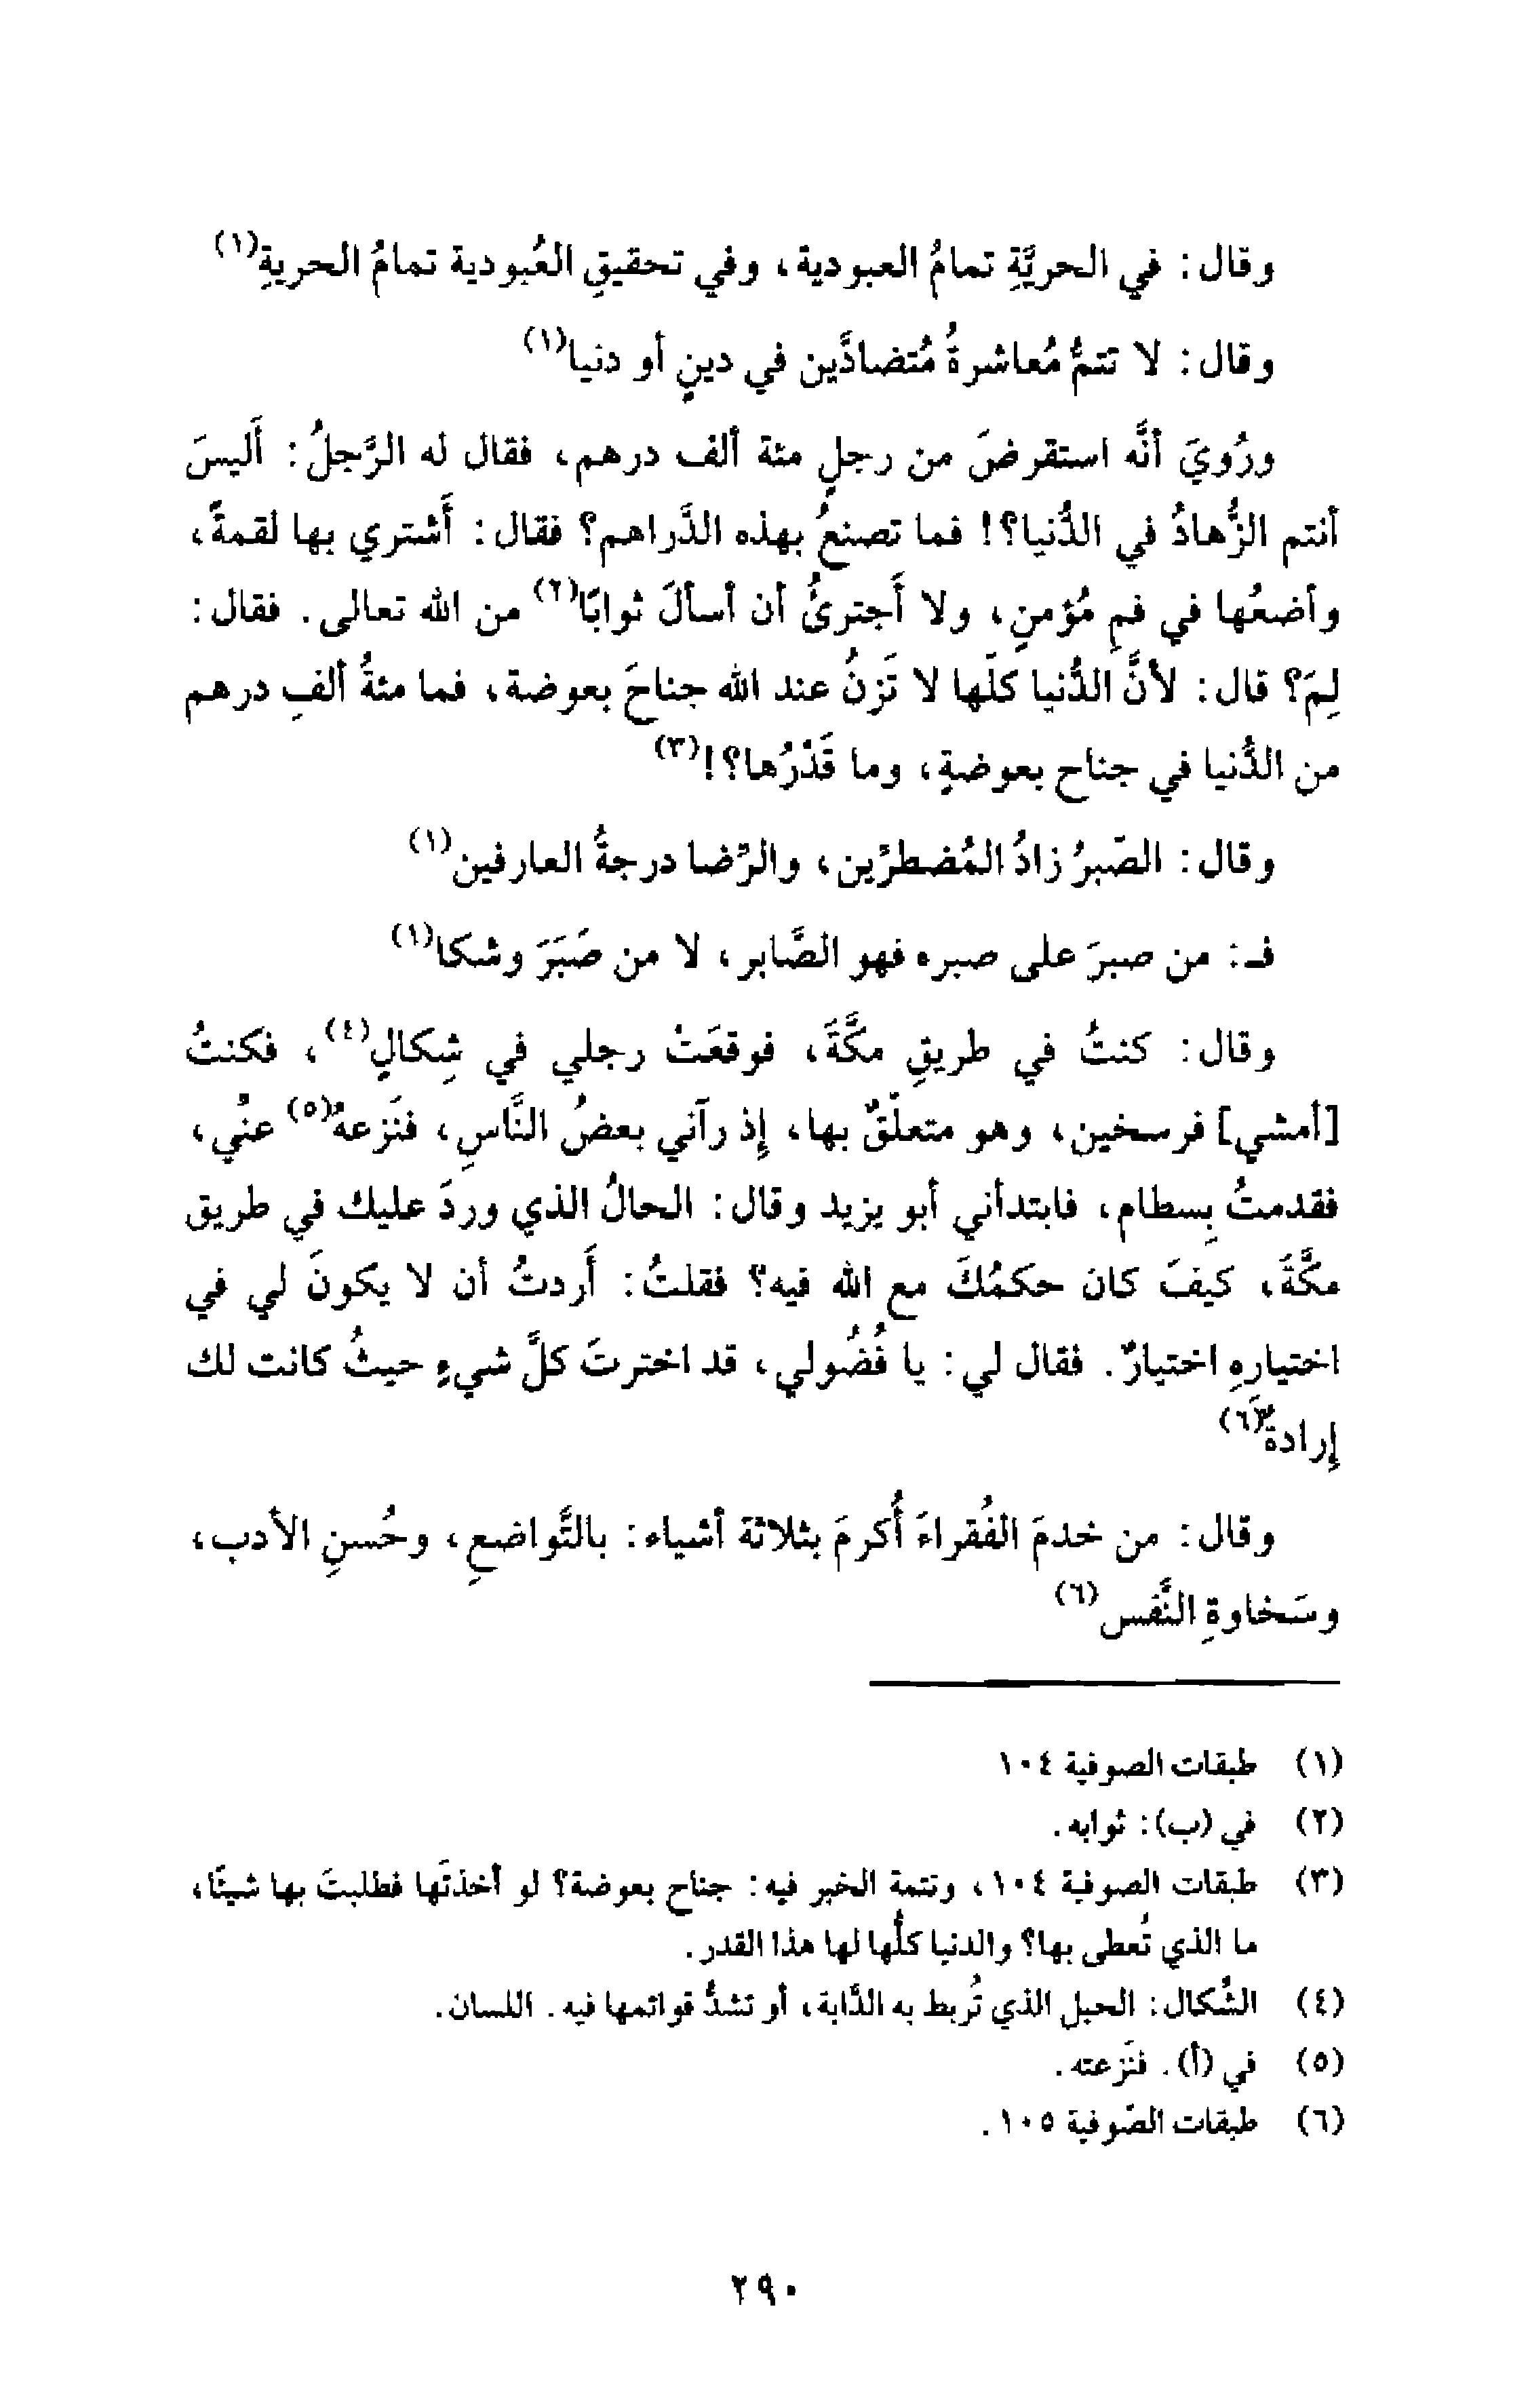 وقال : في الحريَّةِ تمامُ العبودية ، وفي تحقيقِ العُبودية تمامُ الحريةِ(١)
وقال : لا تتمُّ مُعاشرةُ مُتضادَّين في دينٍ أو دنيا(١)
ورُويَ أنَّه استقرضَ من رجلٍ مئة ألف درهم ، فقال له الرَّجلُ : أَليسَ
أنتم الزُّهادُ في الدُّنيا؟! فما تصنعُ بهذه الدَّراهم؟ فقال : أَشتري بها لقمةً ،
وأضعُها في فمِ مُؤمنٍ ، ولا أَجترئُ أن أسألَ ثوابًا(٢) من الله تعالى . فقال :
لِمَ؟ قال : لأنَّ الدُّنيا كلَّها لا تَزنُ عند الله جناحَ بعوضة ، فما مئةُ ألفِ درهم
من الدُّنيا في جناح بعوضةٍ ، وما قَدْرُها؟!(٣)
وقال : الصّبرُ زادُ المُضطرّين ، والرّضا درجةُ العارفين(١)
فـ : من صبرَ على صبره فهو الصَّابر ، لا من صَبَرَ وشكا(١)
وقال : كنتُ في طريقِ مكَّةَ ، فوقعَتْ رجلي في شِكالٍ(٤) ، فكنتُ
[أمشي] فرسخين ، وهو متعلّقٌ بها ، إذ رآني بعضُ النَّاسِ ، فنَزعهُ(٥) عنّي ،
فقدمتُ بِسطام ، فابتدأني أبو يزيد وقال : الحالُ الذي وردَ عليك في طريق
مكَّةَ ، كيفَ كان حكمُكَ مع الله فيه؟ فقلتُ : أَردتُ أن لا يكونَ لي في
اختيارِهِ اختيارٌ . فقال لي : يا فُضُولي ، قد اخترتَ كلَّ شيءٍ حيثُ كانت لك
إرادةٌ(٦)
وقال : من خدمَ الفُقراءَ أُكرمَ بثلاثة أشياء : بالتَّواضعِ ، وحُسنِ الأدب ،
وسَخاوةِ النَّفس(٦)
(١) طبقات الصوفية ١٠٤
(٢) في (ب) : ثوابه .
(٣) طبقات الصوفية ١٠٤ ، وتتمة الخبر فيه : جناح بعوضة؟ لو أخذتَها فطلبتَ بها شيئًا ،
ما الذي تُعطى بها؟ والدنيا كلُّها لها هذا القدر .
(٤) الشِّكال : الحبل الذي تُربط به الدَّابة ، أو تشدُّ قوائمها فيه . اللسان .
(٥) في (أ) . فنَزعته .
(٦) طبقات الصّوفية ١٠٥ .
٢٩٠